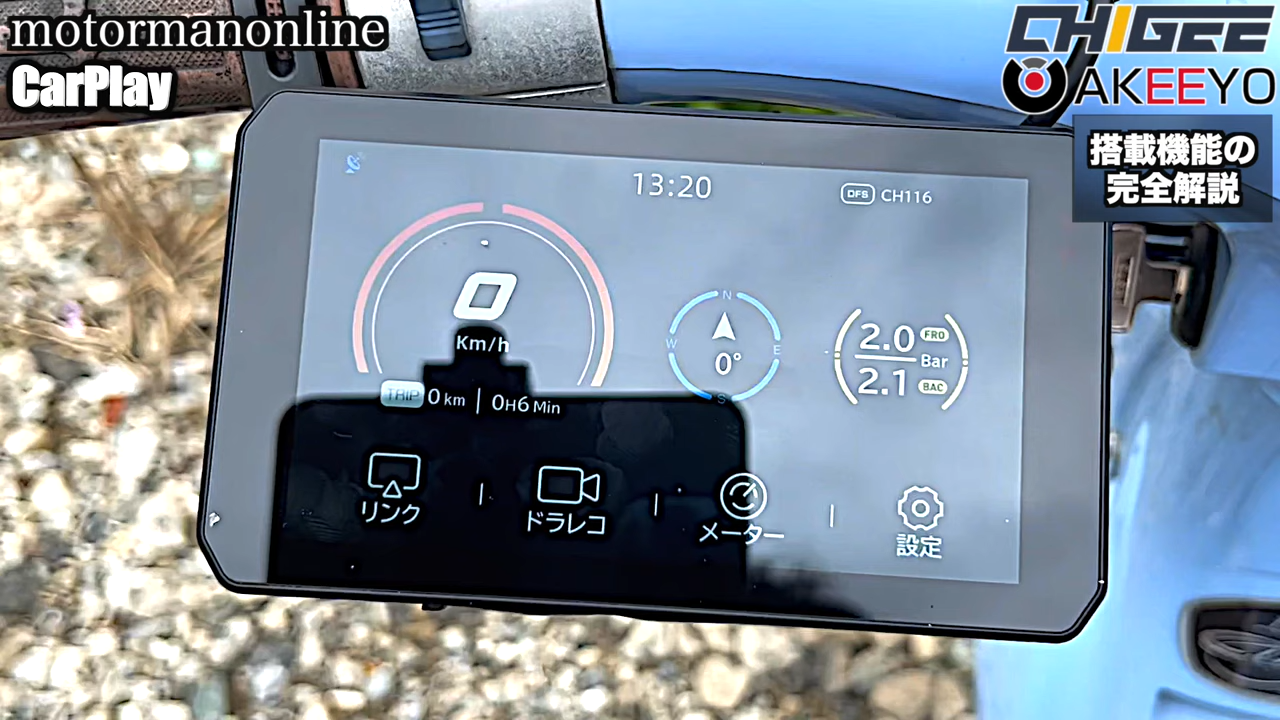 motormanonline
CarPlay
CHIGEE
AKEEYO
搭載機能の
完全解説
13:20
DFS CH116
0
Km/h
TRIP 0 km | 0H6 Min
N
W
E
S
0°
2.0 FRO
Bar
2.1 BAC
リンク
ドラレコ
メーター
設定